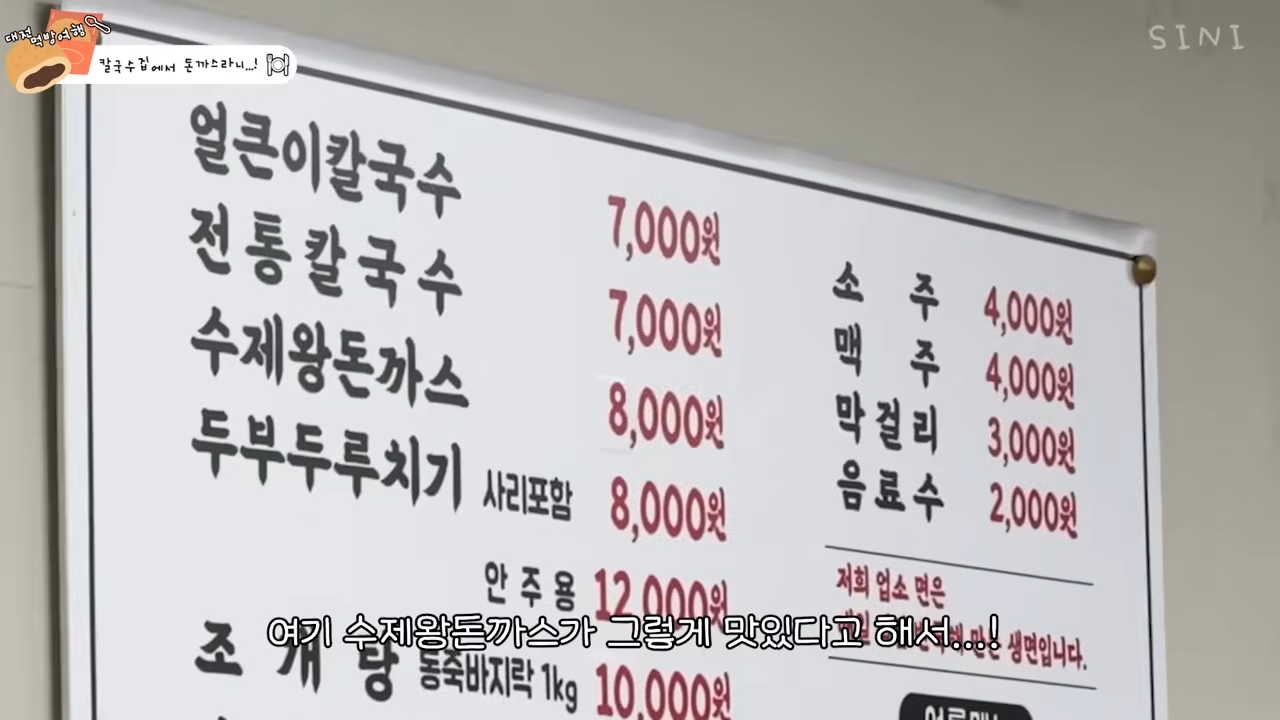 대전
먹방여행
칼국수집에서 돈까스라니...!
SINI
얼큰이칼국수 7,000원
전통칼국수 7,000원
수제왕돈까스 8,000원
두부두루치기 사리포함 8,000원
안주용 12,000원
조개탕 동죽바지락 1kg 10,000원
소주 4,000원
맥주 4,000원
막걸리 3,000원
음료수 2,000원
저희 업소 면은
만든 생면입니다.
여기 수제왕돈까스가 그렇게 맛있다고 해서...!